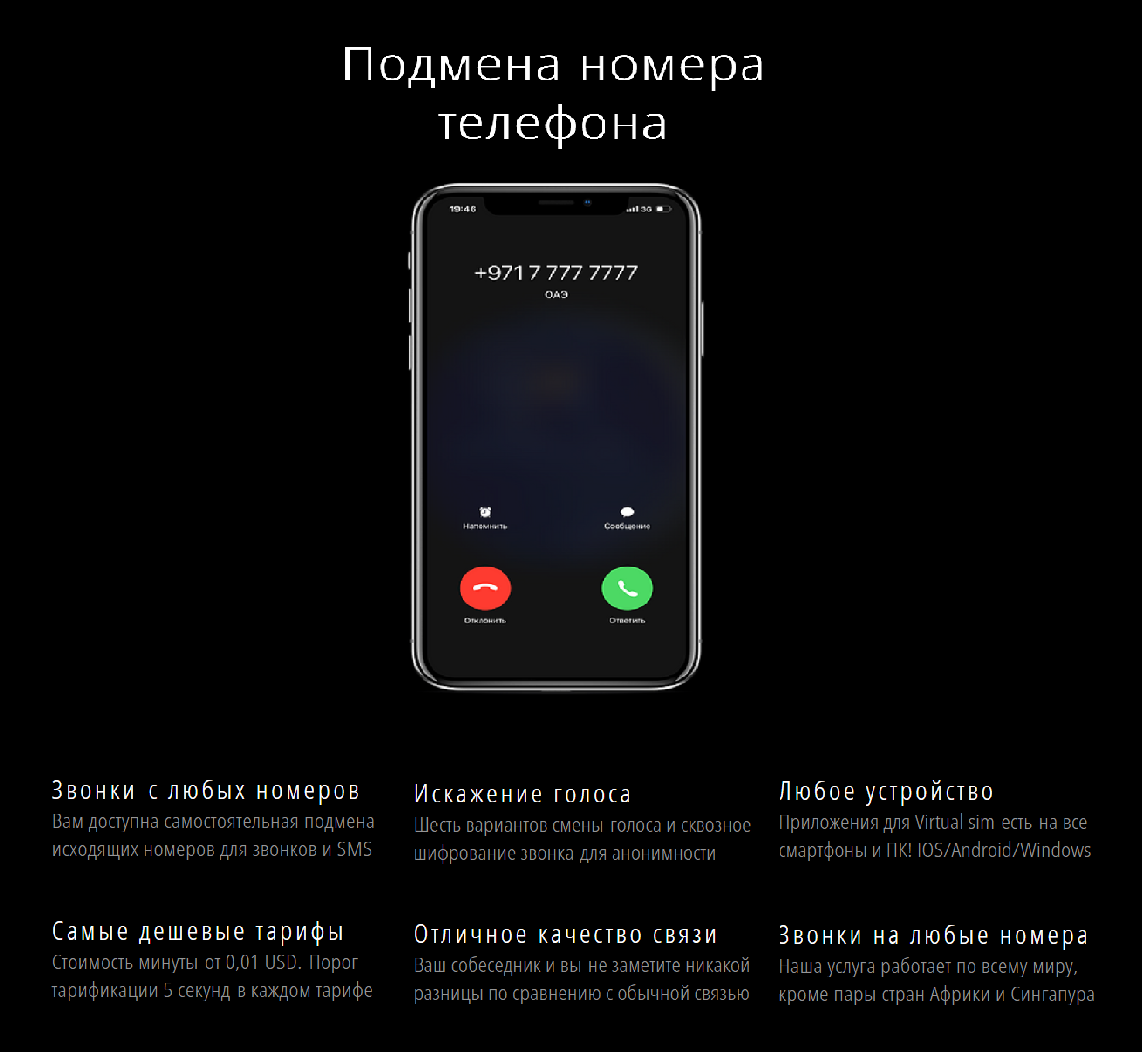 Подмена номера
телефона
19:46
3G
+971 7 777 7777
ОАЭ
Напомнить
Сообщение
Отклонить
Ответить
Звонки с любых номеров
Вам доступна самостоятельная подмена
исходящих номеров для звонков и SMS
Искажение голоса
Шесть вариантов смены голоса и сквозное
шифрование звонка для анонимности
Любое устройство
Приложения для Virtual sim есть на все
смартфоны и ПК! IOS/Android/Windows
Самые дешевые тарифы
Стоимость минуты от 0,01 USD. Порог
тарификации 5 секунд в каждом тарифе
Отличное качество связи
Ваш собеседник и вы не заметите никакой
разницы по сравнению с обычной связью
Звонки на любые номера
Наша услуга работает по всему миру,
кроме пары стран Африки и Сингапура